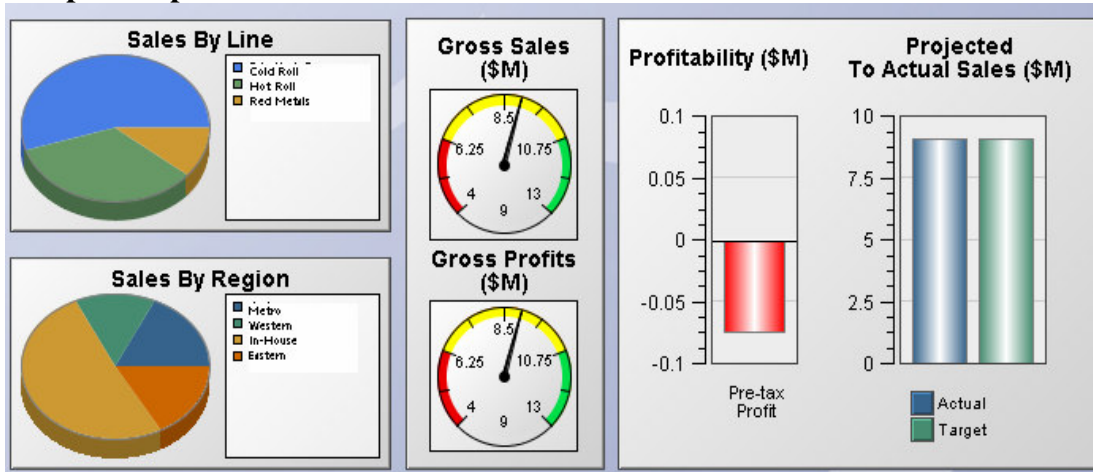 Sales By Line
Cold Roll
Hot Roll
Red Metals
Sales By Region
Metro
Western
In-House
Eastern
Gross Sales
($M)
8.5
6.25
10.75
4
13
9
Gross Profits
($M)
8.5
6.25
10.75
4
13
9
Profitability ($M)
0.1
0.05
0
-0.05
-0.1
Pre-tax
Profit
Projected
To Actual Sales ($M)
10
7.5
5
2.5
0
Actual
Target